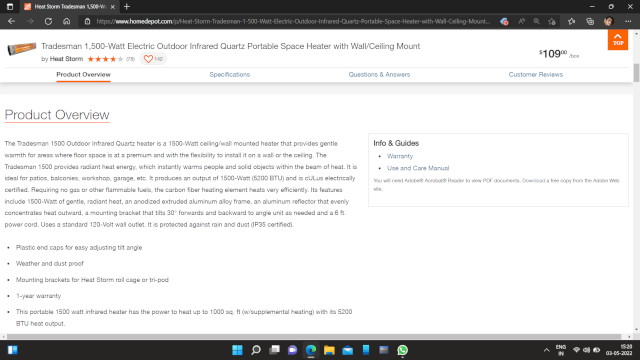 Heat Storm Tradesman 1,500-W
https://www.homedepot.com/p/Heat-Storm-Tradesman-1-500-Watt-Electric-Outdoor-Infrared-Quartz-Portable-Space-Heater-with-Wall-Ceiling-Mount...
Tradesman 1,500-Watt Electric Outdoor Infrared Quartz Portable Space Heater with Wall/Ceiling Mount
by Heat Storm (78) 142
$109 00 /box
TOP
Product Overview Specifications Questions & Answers Customer Reviews
Product Overview
The Tradesman 1500 Outdoor Infrared Quartz heater is a 1500-Watt ceiling/wall mounted heater that provides gentle
warmth for areas where floor space is at a premium and with the flexibility to install it on a wall or the ceiling. The
Tradesman 1500 provides radiant heat energy, which instantly warms people and solid objects within the beam of heat. It is
ideal for patios, balconies, workshop, garage, etc. It produces an output of 1500-Watt (5200 BTU) and is cULus electrically
certified. Requiring no gas or other flammable fuels, the carbon fiber heating element heats very efficiently. Its features
include 1500-Watt of gentle, radiant heat, an anodized extruded aluminum alloy frame, an aluminum reflector that evenly
concentrates heat outward, a mounting bracket that tilts 30° forwards and backward to angle unit as needed and a 6 ft.
power cord. Uses a standard 120-Volt wall outlet. It is protected against rain and dust (IP35 certified).
• Plastic end caps for easy adjusting tilt angle
• Weather and dust proof
• Mounting brackets for Heat Storm roll cage or tri-pod
• 1-year warranty
• This portable 1500 watt infrared heater has the power to heat up to 1000 sq. ft (w/supplemental heating) with its 5200
BTU heat output.
Info & Guides
• Warranty
• Use and Care Manual
You will need Adobe® Acrobat® Reader to view PDF documents. Download a free copy from the Adobe Web
site.
ENG
IN
15:20
03-05-2022